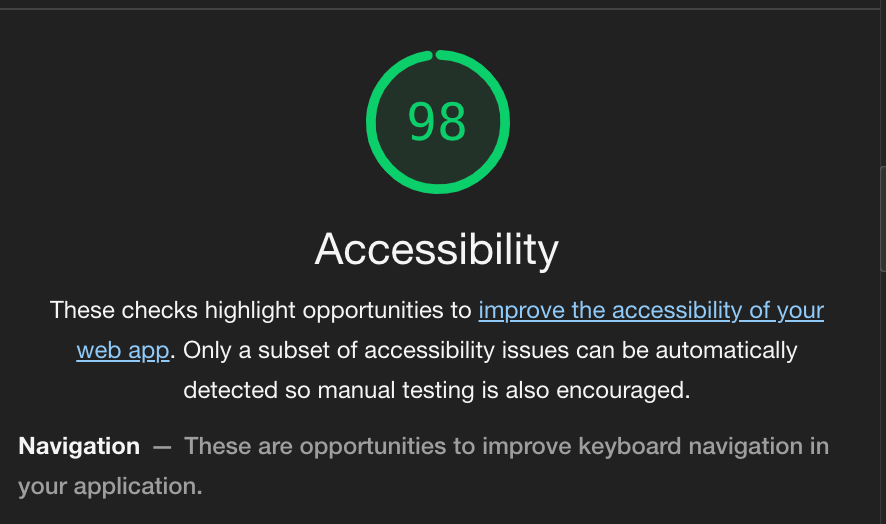 98
Accessibility
These checks highlight opportunities to improve the accessibility of your
web app. Only a subset of accessibility issues can be automatically
detected so manual testing is also encouraged.
Navigation — These are opportunities to improve keyboard navigation in
your application.